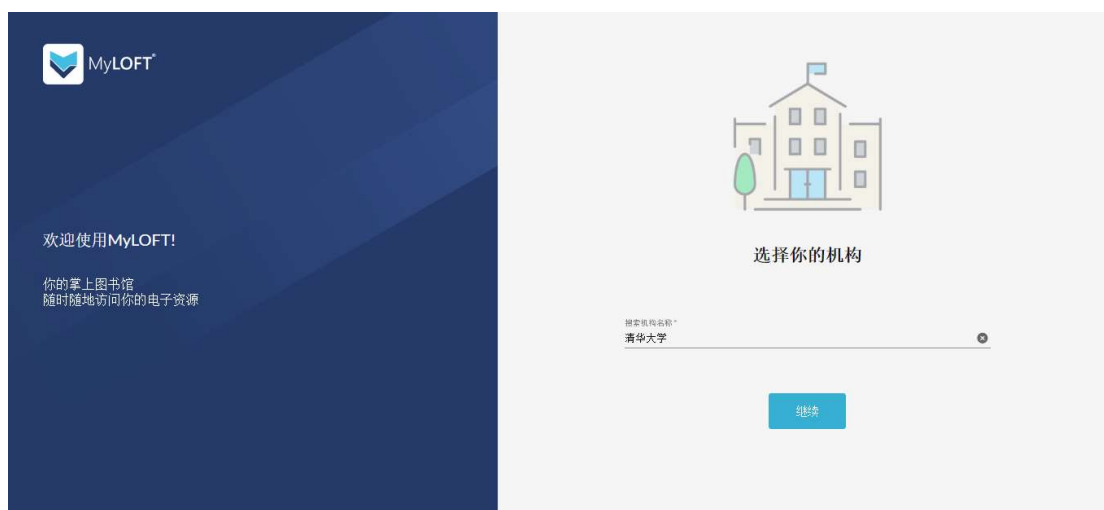 MyLOFT®
欢迎使用MyLOFT!
你的掌上图书馆
随时随地访问你的电子资源
选择你的机构
搜索机构名称*
清华大学
继续